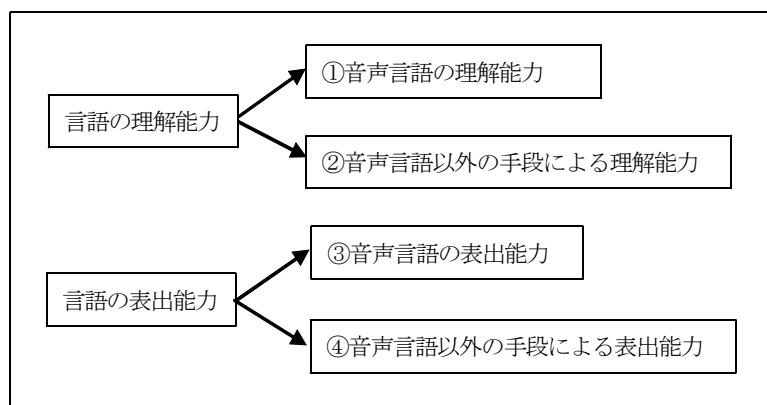 ①音声言語の理解能力
言語の理解能力
②音声言語以外の手段による理解能力
③音声言語の表出能力
言語の表出能力
④音声言語以外の手段による表出能力